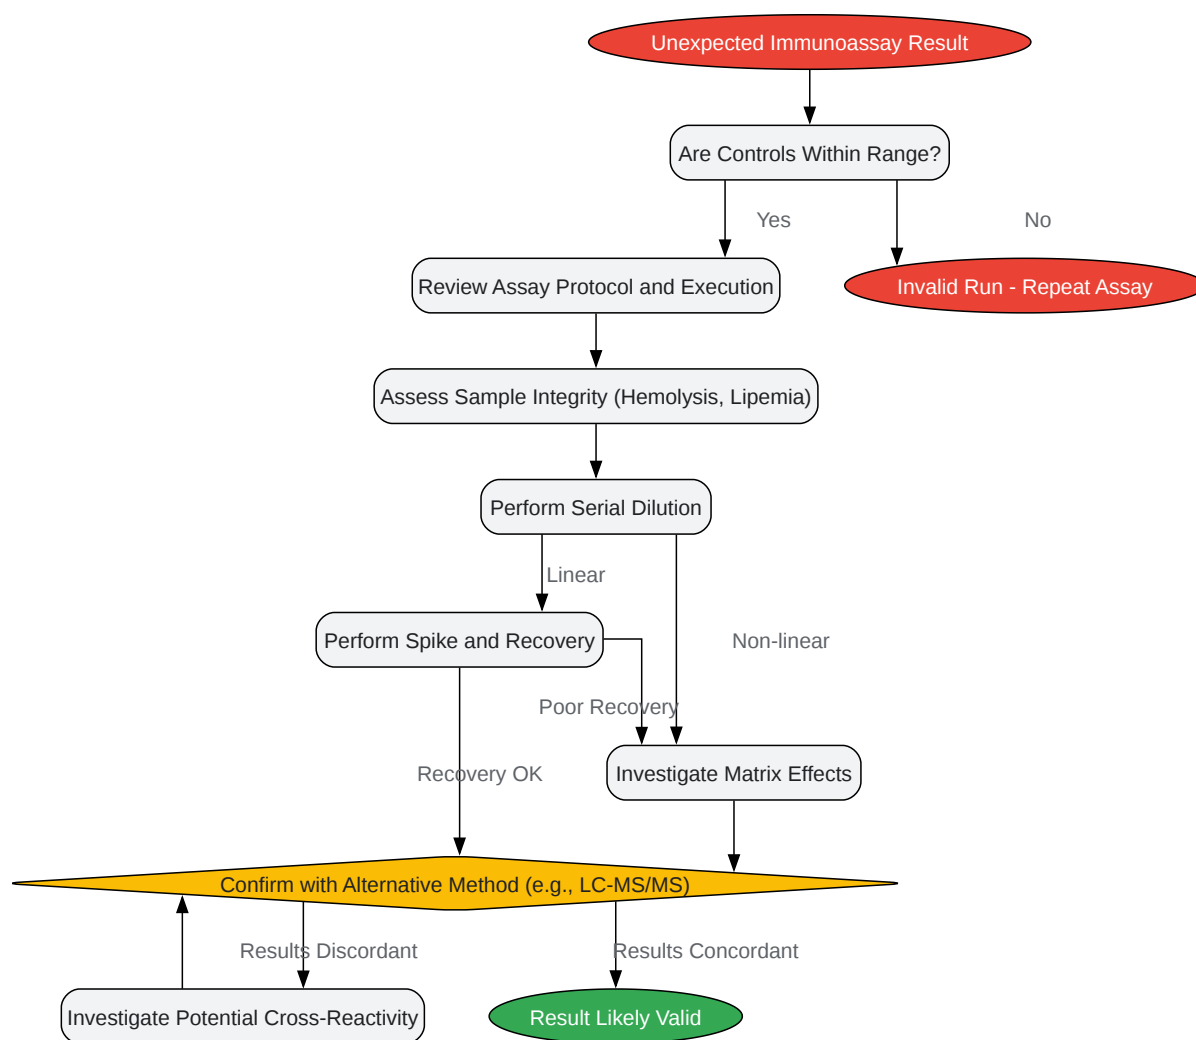 Unexpected Immunoassay Result
Are Controls Within Range?
Yes
No
Review Assay Protocol and Execution
Invalid Run - Repeat Assay
Assess Sample Integrity (Hemolysis, Lipemia)
Perform Serial Dilution
Linear
Perform Spike and Recovery
Non-linear
Poor Recovery
Recovery OK
Investigate Matrix Effects
Confirm with Alternative Method (e.g., LC-MS/MS)
Results Discordant
Results Concordant
Investigate Potential Cross-Reactivity
Result Likely Valid